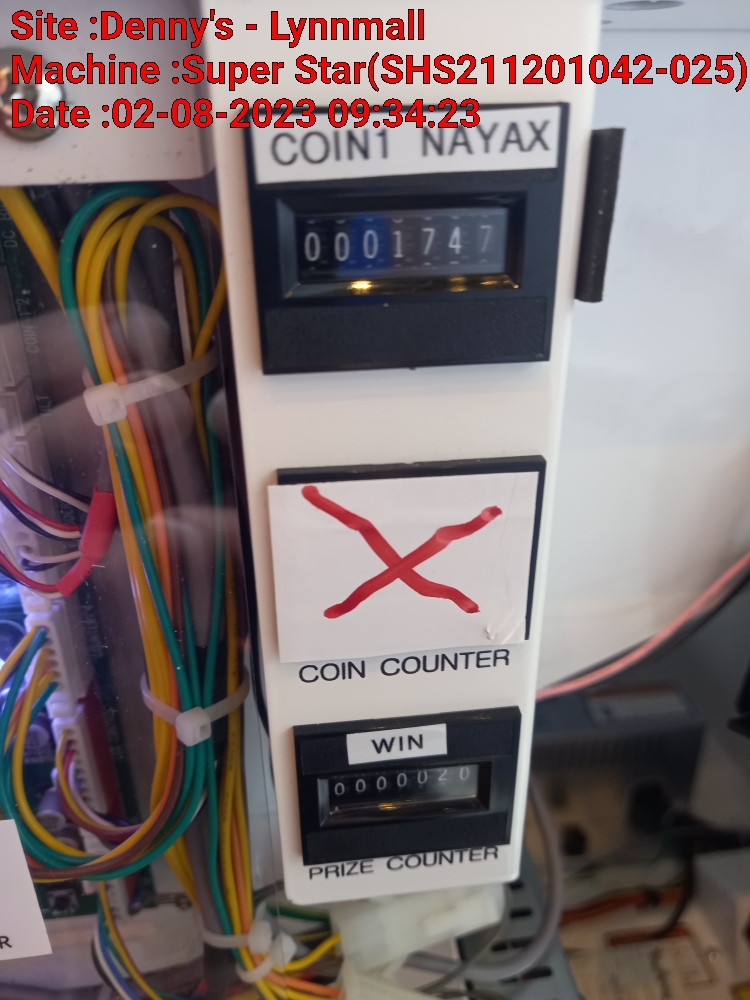 Site :Denny's - Lynnmall
Machine :Super Star(SHS211201042-025)
Date :02-08-2023 09:34:23
COIN1 NAYAX
0001747
COIN COUNTER
WIN
0000020
PRIZE COUNTER
R